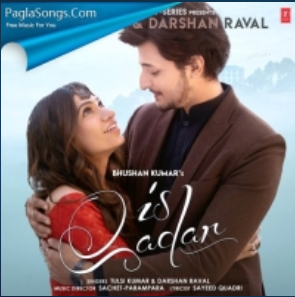 PaglaSongs.Com
Free Music For You
SERIES PRESENTS
& DARSHAN RAVAL
T
BHUSHAN KUMAR's
is
Qadar
SINGERS TULSI KUMAR & DARSHAN RAVAL
MUSIC DIRECTOR SACHET-PARAMPARA LYRICIST SAYEED QUADRI